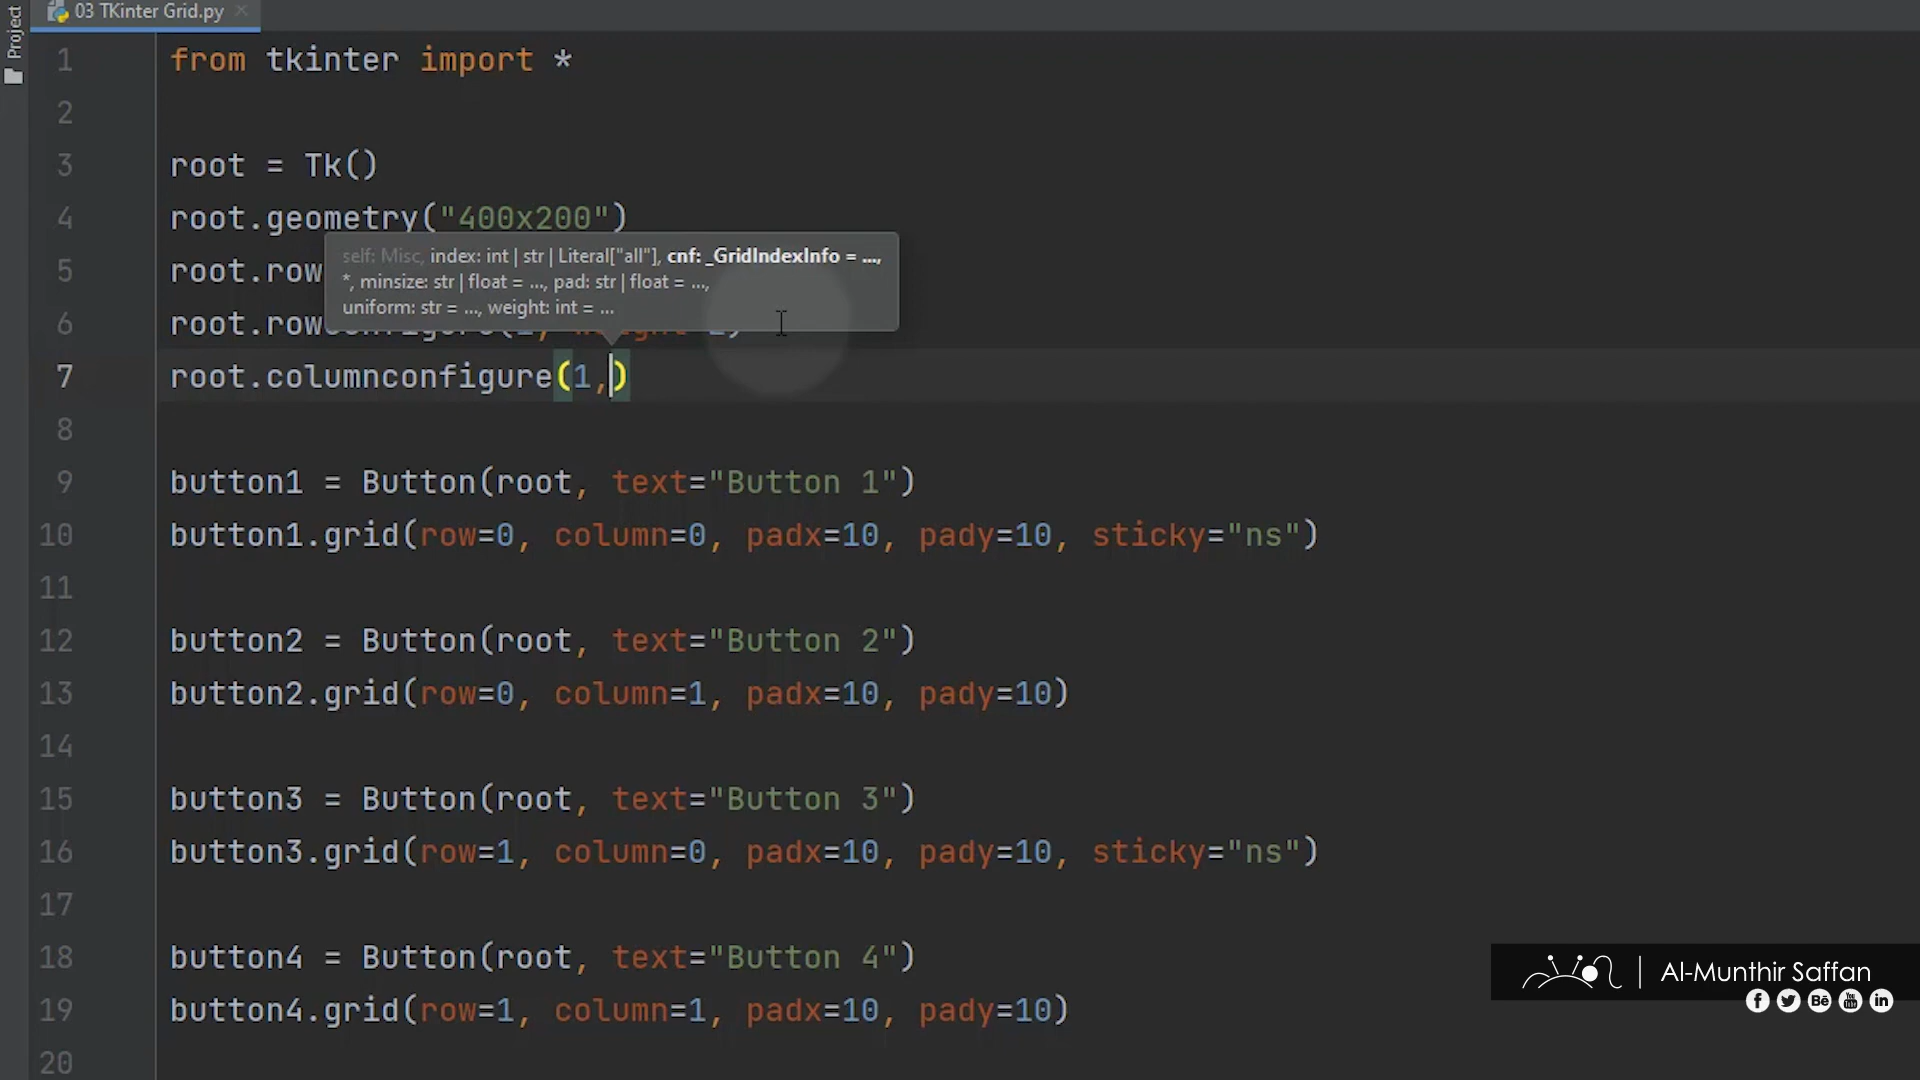 Project
03 TKinter Grid.py
1 from tkinter import *
2
3 root = Tk()
4 root.geometry("400x200")
5 root.row
self: Misc, index: int | str | Literal["all"], cnf: _GridIndexInfo = ...,
*, minsize: str | float = ..., pad: str | float = ...,
uniform: str = ..., weight: int = ...
6 root.rowconfigure(
7 root.columnconfigure(1,)
8
9 button1 = Button(root, text="Button 1")
10 button1.grid(row=0, column=0, padx=10, pady=10, sticky="ns")
11
12 button2 = Button(root, text="Button 2")
13 button2.grid(row=0, column=1, padx=10, pady=10)
14
15 button3 = Button(root, text="Button 3")
16 button3.grid(row=1, column=0, padx=10, pady=10, sticky="ns")
17
18 button4 = Button(root, text="Button 4")
19 button4.grid(row=1, column=1, padx=10, pady=10)
20
Al-Munthir Saffan